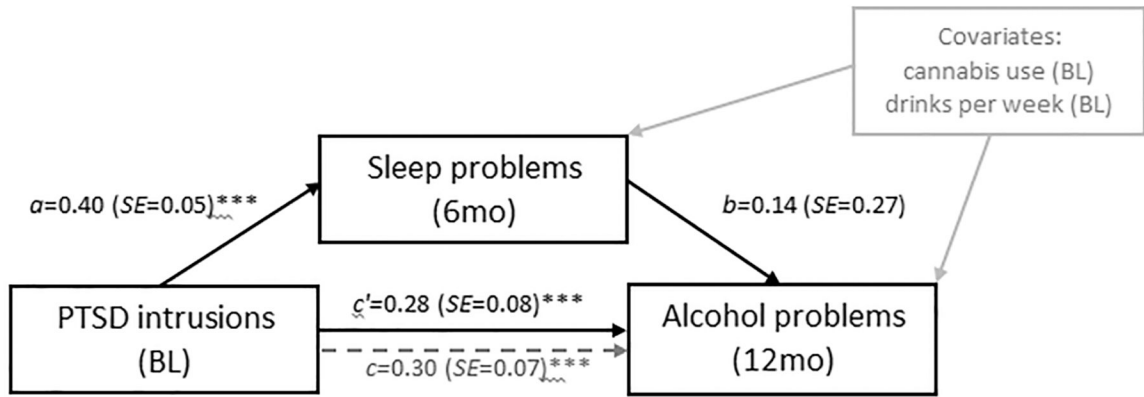 Covariates:
cannabis use (BL)
drinks per week (BL)
Sleep problems
(6mo)
a=0.40 (SE=0.05)***
b=0.14 (SE=0.27)
PTSD intrusions
(BL)
c'=0.28 (SE=0.08)***
c=0.30 (SE=0.07)***
Alcohol problems
(12mo)